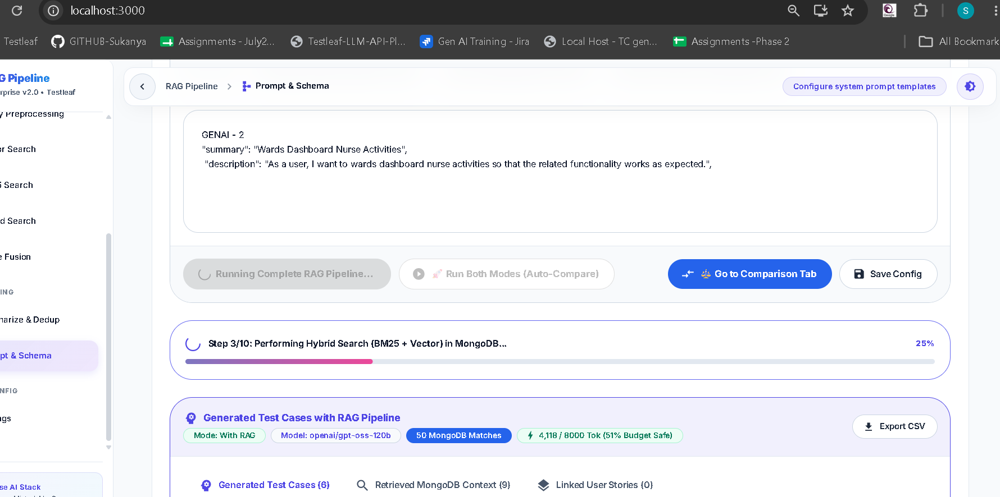 localhost:3000
S
Testleaf
GITHUB-Sukanya
Assignments - July2...
Testleaf-LLM-API-Pl...
Gen AI Training - Jira
Local Host - TC gen...
Assignments -Phase 2
All Bookmark
G Pipeline
rprise v2.0 • Testleaf
RAG Pipeline
Prompt & Schema
Configure system prompt templates
y Preprocessing
or Search
5 Search
d Search
e Fusion
ING
narize & Dedup
pt & Schema
NFIG
ngs
se AI Stack
GENAI - 2
"summary": "Wards Dashboard Nurse Activities",
"description": "As a user, I want to wards dashboard nurse activities so that the related functionality works as expected.",
Running Complete RAG Pipeline...
🚀 Run Both Modes (Auto-Compare)
⚖️ Go to Comparison Tab
Save Config
Step 3/10: Performing Hybrid Search (BM25 + Vector) in MongoDB...
25%
Generated Test Cases with RAG Pipeline
Mode: With RAG
Model: openai/gpt-oss-120b
50 MongoDB Matches
4,118 / 8000 Tok (51% Budget Safe)
Export CSV
Generated Test Cases (6)
Retrieved MongoDB Context (9)
Linked User Stories (0)